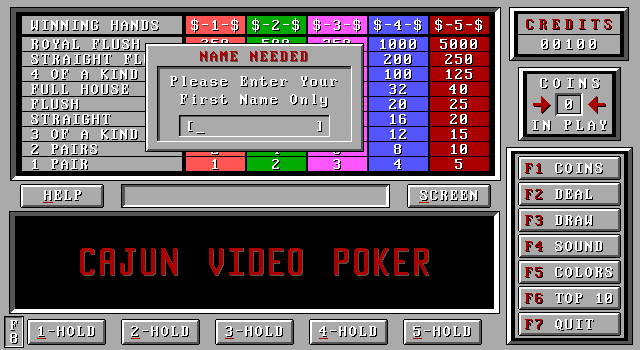 WINNING HANDS $-1-$ $-2-$ $-3-$ $-4-$ $-5-$
ROYAL FLUSH 1000 5000
STRAIGHT 200 250
4 OF A KIND 100 125
FULL HOUSE 32 40
FLUSH 20 25
STRAIGHT 16 20
3 OF A KIND 12 15
2 PAIRS 8 10
1 PAIR 1 2 3 4 5
NAME NEEDED
Please Enter Your
First Name Only
[_ ]
CREDITS
00100
COINS
0
IN PLAY
HELP
SCREEN
F1 COINS
F2 DEAL
F3 DRAW
F4 SOUND
F5 COLORS
F6 TOP 10
F7 QUIT
CAJUN VIDEO POKER
F8
1-HOLD 2-HOLD 3-HOLD 4-HOLD 5-HOLD